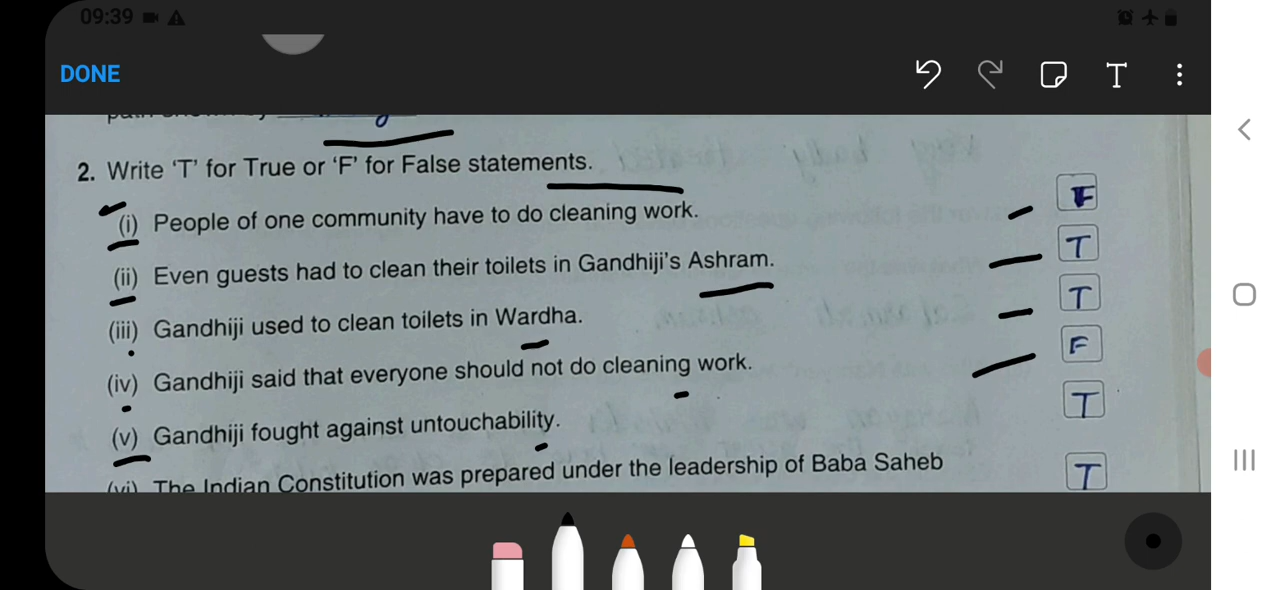 09:39
DONE
T
2. Write 'T' for True or 'F' for False statements.
(i) People of one community have to do cleaning work. F
(ii) Even guests had to clean their toilets in Gandhiji's Ashram. T
(iii) Gandhiji used to clean toilets in Wardha. T
(iv) Gandhiji said that everyone should not do cleaning work. F
(v) Gandhiji fought against untouchability. T
(vi) The Indian Constitution was prepared under the leadership of Baba Saheb T